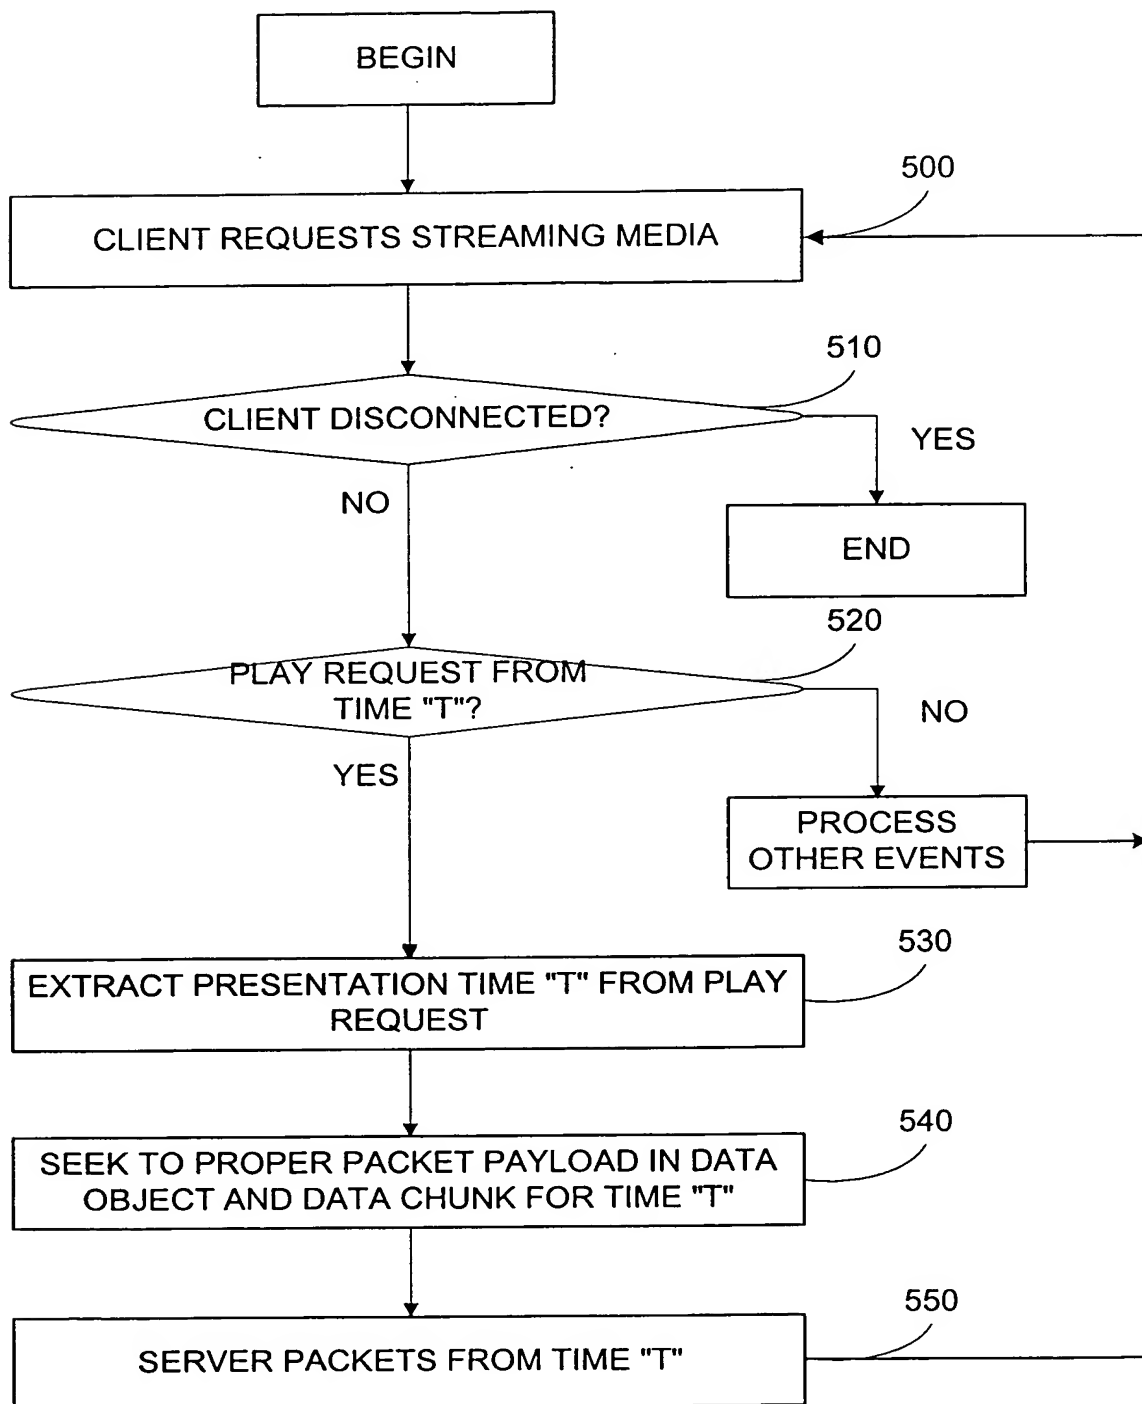 BEGIN
500
CLIENT REQUESTS STREAMING MEDIA
510
CLIENT DISCONNECTED?
YES
NO
END
520
PLAY REQUEST FROM
TIME "T"?
NO
YES
PROCESS
OTHER EVENTS
530
EXTRACT PRESENTATION TIME "T" FROM PLAY
REQUEST
540
SEEK TO PROPER PACKET PAYLOAD IN DATA
OBJECT AND DATA CHUNK FOR TIME "T"
550
SERVER PACKETS FROM TIME "T"